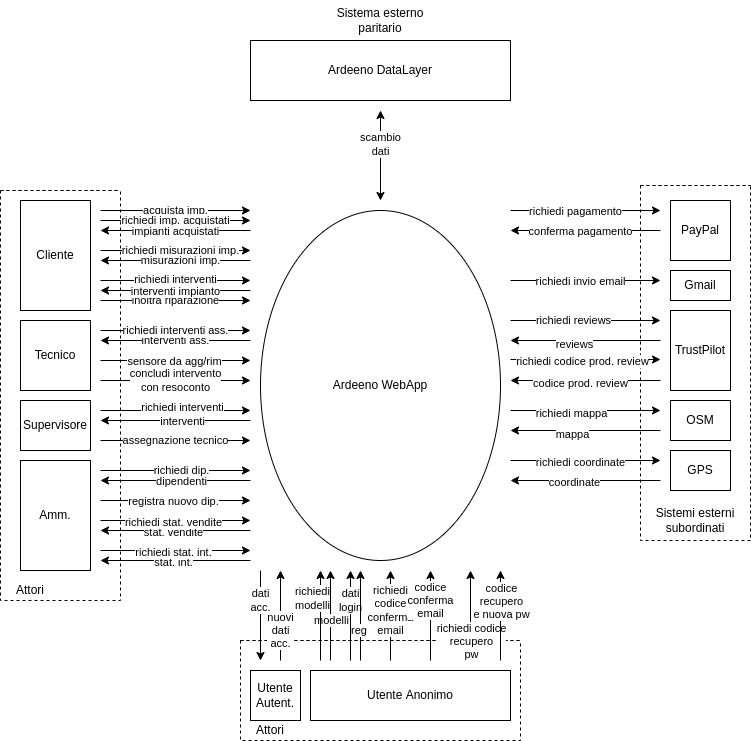 Sistema esterno
paritario
Ardeeno DataLayer
scambio
dati
Cliente
acquista imp.
richiedi imp. acquistati
impianti acquistati
richiedi misurazioni imp.
misurazioni imp.
richiedi interventi
interventi impianto
inoltra riparazione
Tecnico
richiedi interventi ass.
interventi ass.
sensore da agg/rim
concludi intervento
con resoconto
Supervisore
richiedi interventi
interventi
assegnazione tecnico
Amm.
richiedi dip.
dipendenti
registra nuovo dip.
richiedi stat. vendite
stat. vendite
richiedi stat. int.
stat. int.
Attori
Ardeeno WebApp
richiedi pagamento
conferma pagamento
PayPal
richiedi invio email
Gmail
richiedi reviews
reviews
richiedi codice prod. review
codice prod. review
TrustPilot
richiedi mappa
mappa
OSM
richiedi coordinate
coordinate
GPS
Sistemi esterni
subordinati
dati
acc.
nuovi
dati
acc.
richiedi
modelli
modelli
dati
login
reg
richiedi
codice
conferm...
email
codice
conferma
email
richiedi codice
recupero
pw
codice
recupero
e nuova pw
Utente
Autent.
Utente Anonimo
Attori